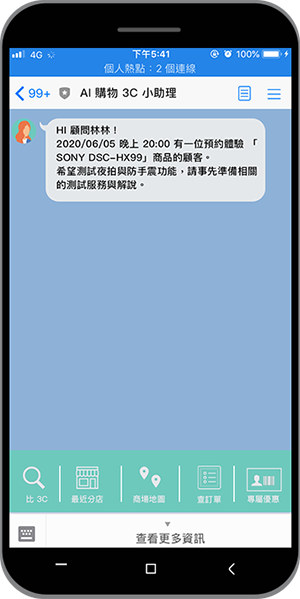 4G 下午5:41 100%
個人熱點：2 個連線
99+ AI 購物 3C 小助理
HI 顧問林林！
2020/06/05 晚上 20:00 有一位預約體驗 「
SONY DSC-HX99」商品的顧客。
希望測試夜拍與防手震功能，請事先準備相關
的測試服務與解說。
比 3C 最近分店 商場地圖 查訂單 專屬優惠
查看更多資訊